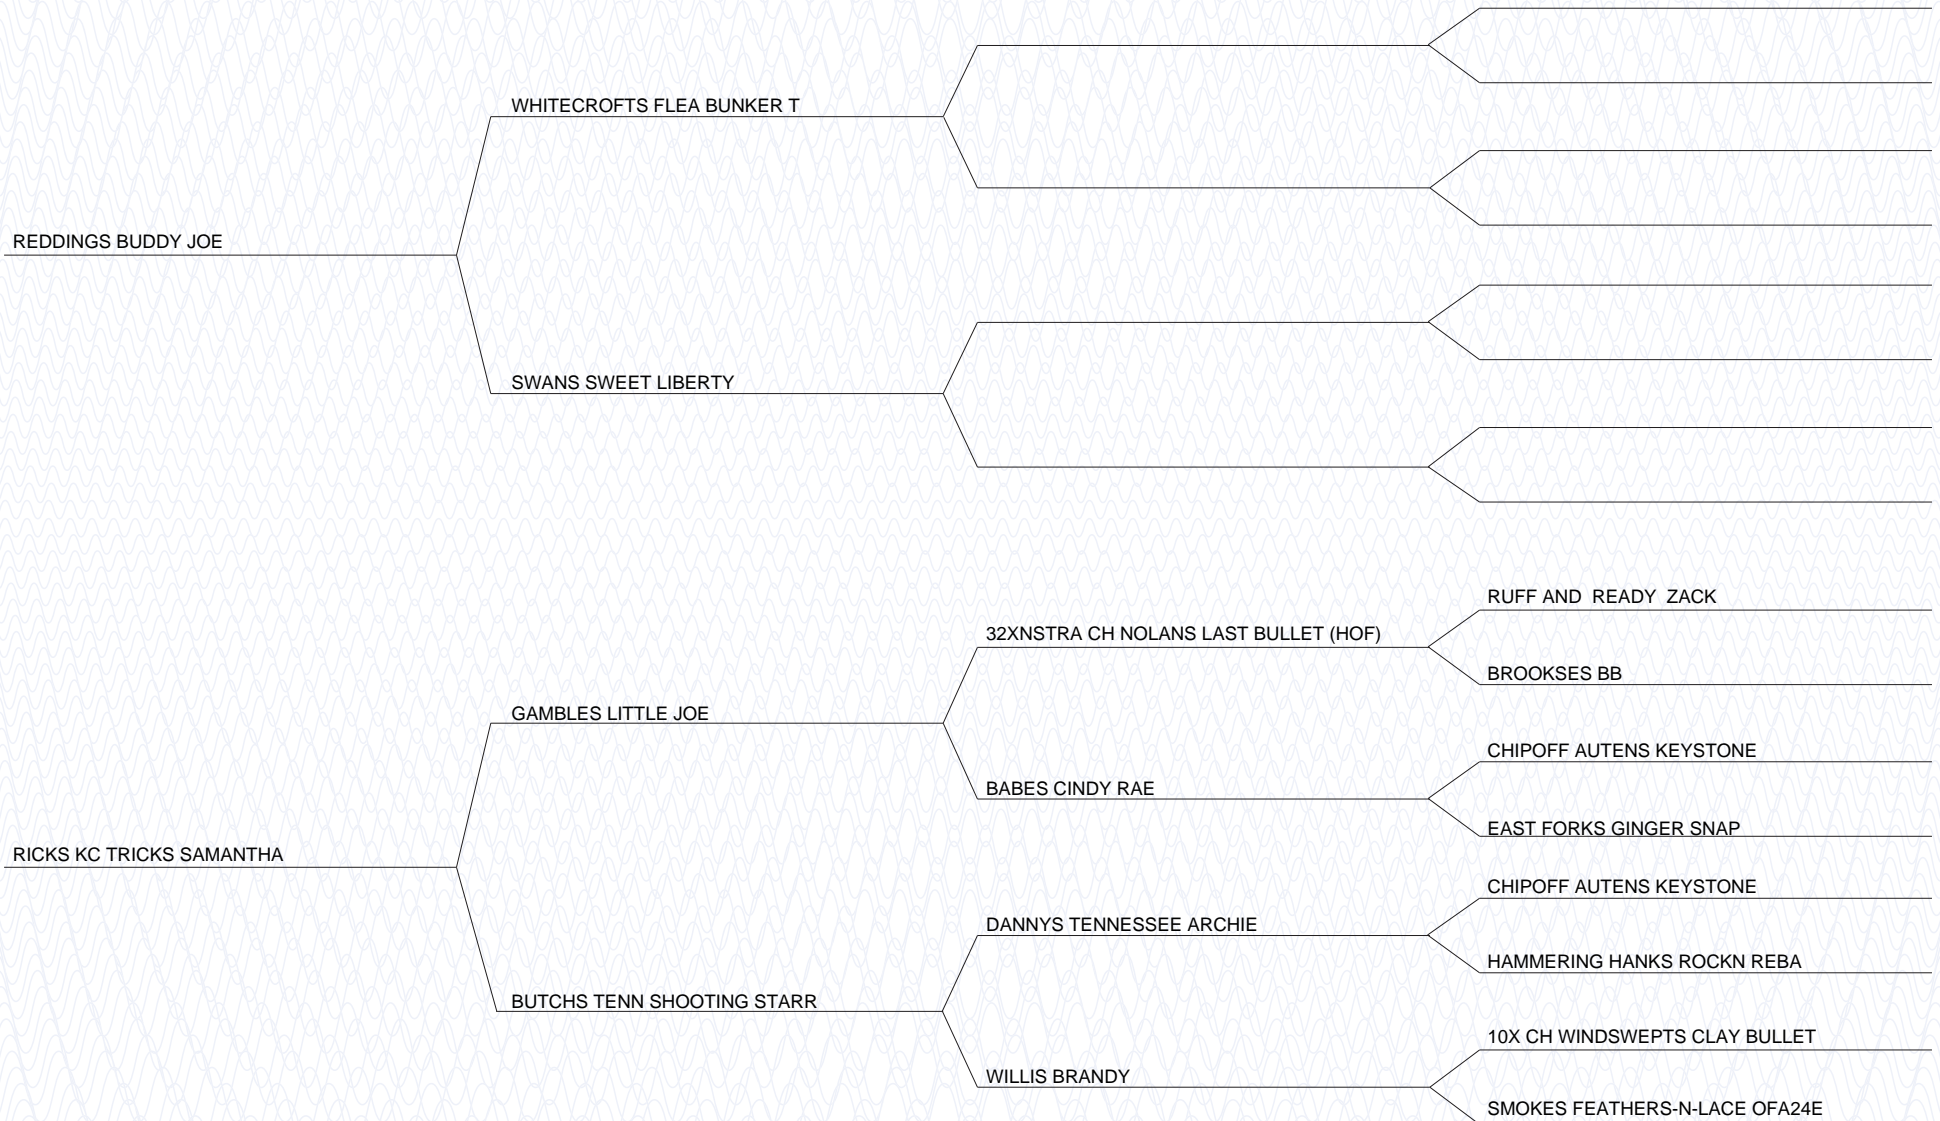 WHITECROFTS FLEA BUNKER T
REDDINGS BUDDY JOE
SWANS SWEET LIBERTY
RUFF AND  READY  ZACK
32XNSTRA CH NOLANS LAST BULLET (HOF)
BROOKSES BB
GAMBLES LITTLE JOE
CHIPOFF AUTENS KEYSTONE
BABES CINDY RAE
EAST FORKS GINGER SNAP
RICKS KC TRICKS SAMANTHA
CHIPOFF AUTENS KEYSTONE
DANNYS TENNESSEE ARCHIE
HAMMERING HANKS ROCKN REBA
BUTCHS TENN SHOOTING STARR
10X CH WINDSWEPTS CLAY BULLET
WILLIS BRANDY
SMOKES FEATHERS-N-LACE OFA24E